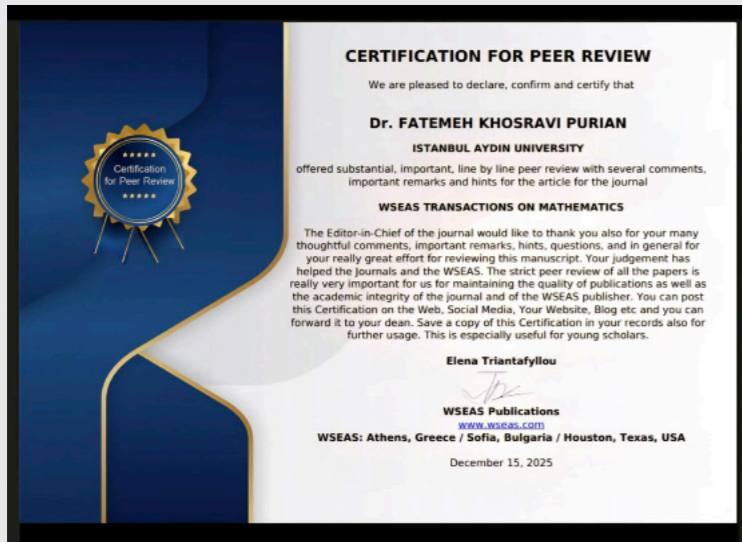 CERTIFICATION FOR PEER REVIEW
We are pleased to declare, confirm and certify that
Dr. FATEMEH KHOSRAVI PURIAN
ISTANBUL AYDIN UNIVERSITY
offered substantial, important, line by line peer review with several comments,
important remarks and hints for the article for the journal
WSEAS TRANSACTIONS ON MATHEMATICS
The Editor-in-Chief of the journal would like to thank you also for your many
thoughtful comments, important remarks, hints, questions, and in general for
your really great effort for reviewing this manuscript. Your judgement has
helped the Journals and the WSEAS. The strict peer review of all the papers is
really very important for us for maintaining the quality of publications as well as
the academic integrity of the journal and of the WSEAS publisher. You can post
this Certification on the Web, Social Media, Your Website, Blog etc and you can
forward it to your dean. Save a copy of this Certification in your records also for
further usage. This is especially useful for young scholars.
Elena Triantafyllou
WSEAS Publications
www.wseas.com
WSEAS: Athens, Greece / Sofia, Bulgaria / Houston, Texas, USA
December 15, 2025
Certification
for Peer Review